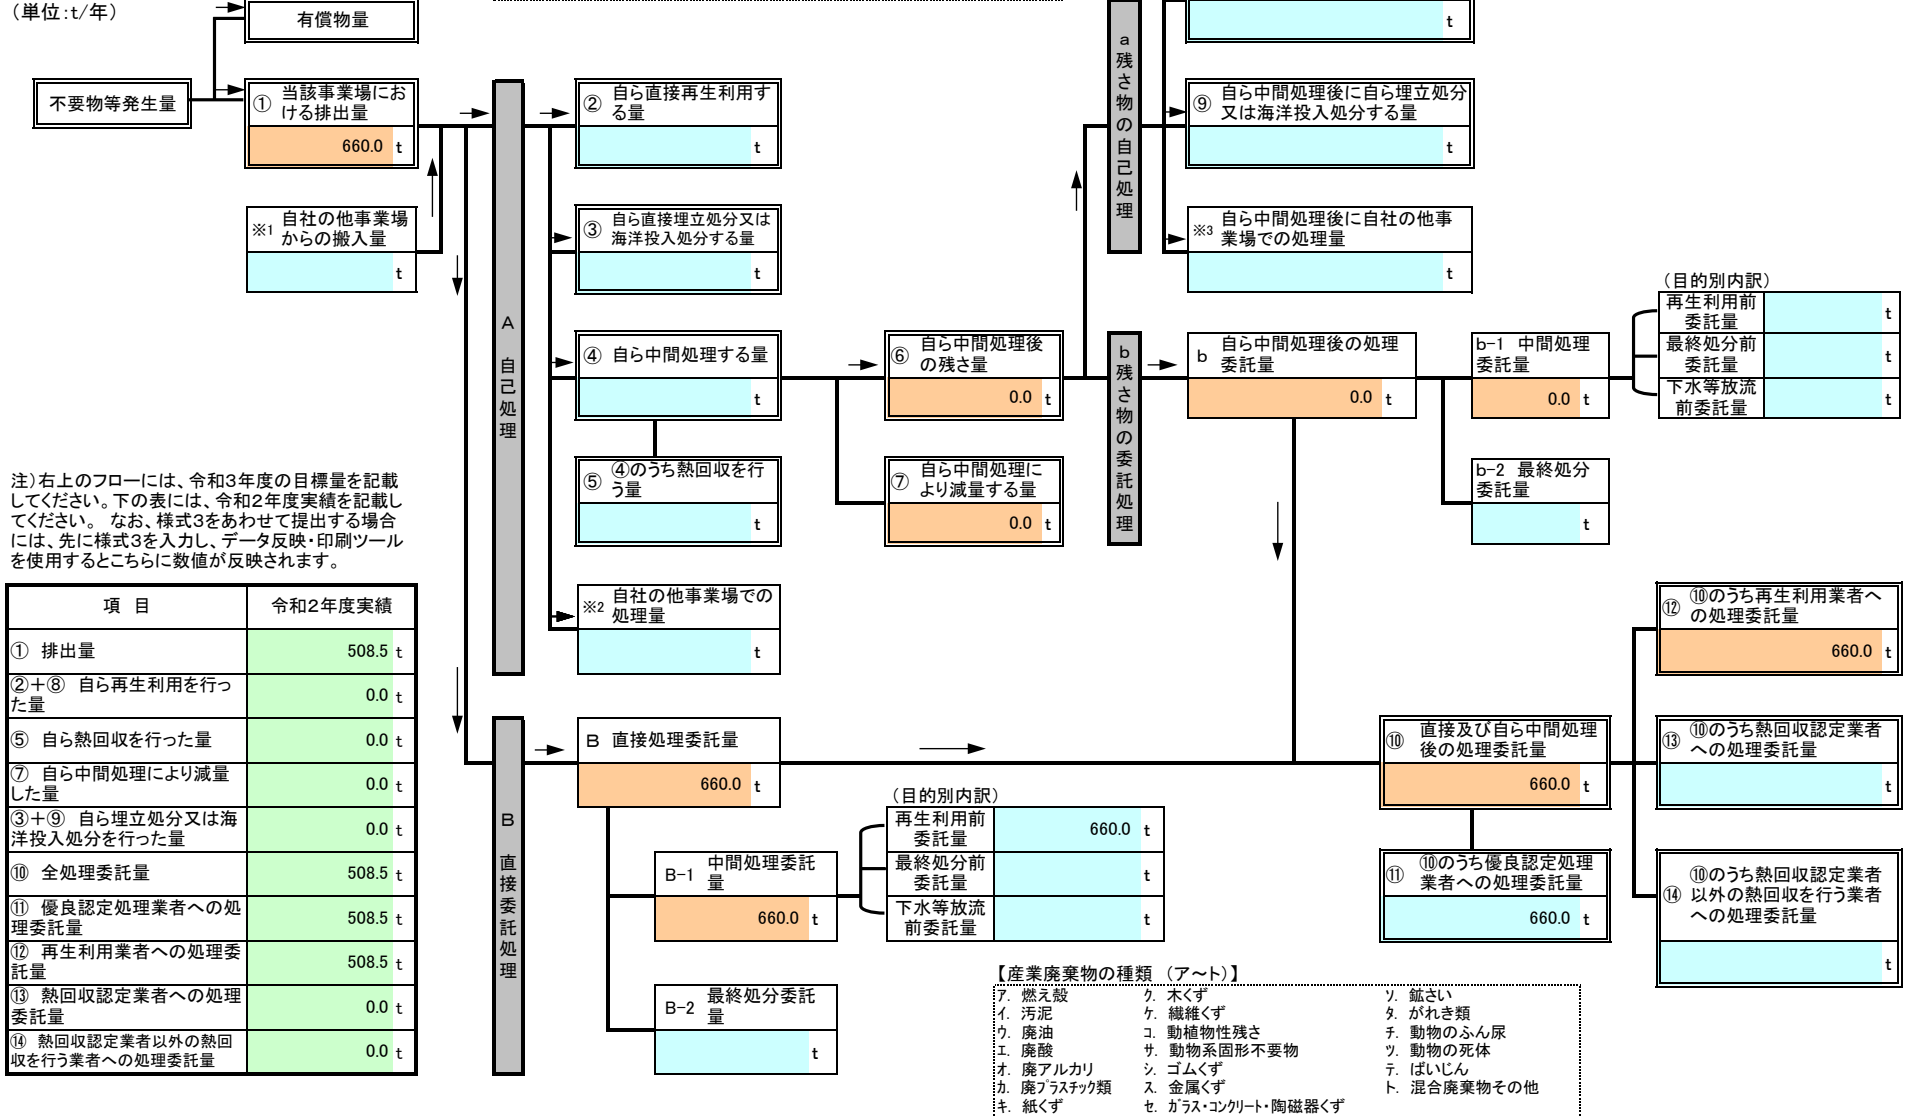 （単位：t/年）
有償物量
不要物等発生量
① 当該事業場にお
ける排出量
660.0 t
※1 自社の他事業場
からの搬入量
t
A 自己処理
② 自ら直接再生利用す
る量
t
③ 自ら直接埋立処分又は
海洋投入処分する量
t
④ 自ら中間処理する量
t
⑤ ④のうち熱回収を行
う量
t
※2 自社の他事業場での
処理量
t
⑥ 自ら中間処理後
の残さ量
0.0 t
⑦ 自ら中間処理に
より減量する量
0.0 t
a 残さ物の自己処理
t
⑨ 自ら中間処理後に自ら埋立処分
又は海洋投入処分する量
t
※3 自ら中間処理後に自社の他事
業場での処理量
t
b 残さ物の委託処理
b 自ら中間処理後の処理
委託量
0.0 t
b-1 中間処理
委託量
0.0 t
b-2 最終処分
委託量
t
（目的別内訳）
再生利用前
委託量
t
最終処分前
委託量
t
下水等放流
前委託量
t
注）右上のフローには、令和3年度の目標量を記載
してください。下の表には、令和2年度実績を記載し
てください。 なお、様式3をあわせて提出する場合
には、先に様式3を入力し、データ反映・印刷ツール
を使用するとこちらに数値が反映されます。
項 目 令和2年度実績
① 排出量 508.5 t
②＋⑧ 自ら再生利用を行っ
た量 0.0 t
⑤ 自ら熱回収を行った量 0.0 t
⑦ 自ら中間処理により減量
した量 0.0 t
③＋⑨ 自ら埋立処分又は海
洋投入処分を行った量 0.0 t
⑩ 全処理委託量 508.5 t
⑪ 優良認定処理業者への処
理委託量 508.5 t
⑫ 再生利用業者への処理委
託量 508.5 t
⑬ 熱回収認定業者への処理
委託量 0.0 t
⑭ 熱回収認定業者以外の熱回
収を行う業者への処理委託量 0.0 t
B 直接委託処理
B 直接処理委託量
660.0 t
B-1 中間処理委託
量
660.0 t
B-2 最終処分委託
量
t
（目的別内訳）
再生利用前
委託量
660.0 t
最終処分前
委託量
t
下水等放流
前委託量
t
⑩ 直接及び自ら中間処理
後の処理委託量
660.0 t
⑪ ⑩のうち優良認定処理
業者への処理委託量
660.0 t
⑫ ⑩のうち再生利用業者へ
の処理委託量
660.0 t
⑬ ⑩のうち熱回収認定業者
への処理委託量
t
⑭ ⑩のうち熱回収認定業者
以外の熱回収を行う業者
への処理委託量
t
【産業廃棄物の種類 （ア～ト）】
ア. 燃え殻 ク. 木くず ソ. 鉱さい
イ. 汚泥 ケ. 繊維くず タ. がれき類
ウ. 廃油 コ. 動植物性残さ チ. 動物のふん尿
エ. 廃酸 サ. 動物系固形不要物 ツ. 動物の死体
オ. 廃アルカリ シ. ゴムくず テ. ばいじん
カ. 廃プラスチック類 ス. 金属くず ト. 混合廃棄物その他
キ. 紙くず セ. ガラス・コンクリート・陶磁器くず